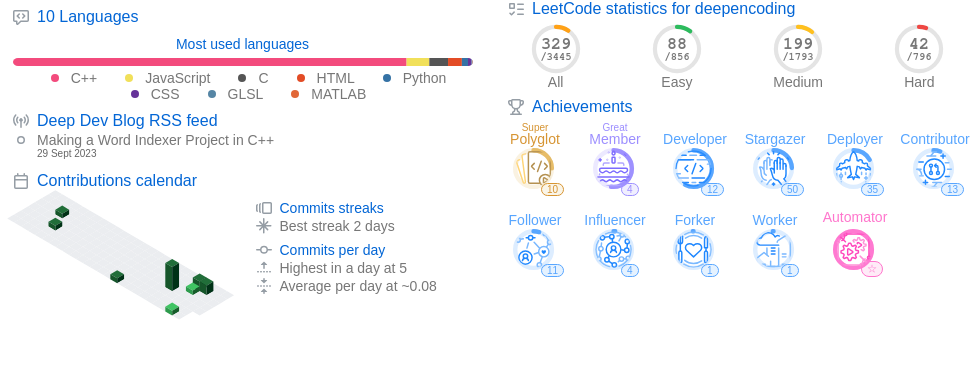 10 Languages
Most used languages
C++ JavaScript C HTML Python
CSS GLSL MATLAB
Deep Dev Blog RSS feed
Making a Word Indexer Project in C++
29 Sept 2023
Contributions calendar
Commits streaks
Best streak 2 days
Commits per day
Highest in a day at 5
Average per day at ~0.08
LeetCode statistics for deepencoding
329 88 199 42
/3445 /856 /1793 /796
All Easy Medium Hard
Achievements
Super Great
Polyglot Member Developer Stargazer Deployer Contributor
10 4 12 50 35 13
Follower Influencer Forker Worker Automator
11 4 1 1